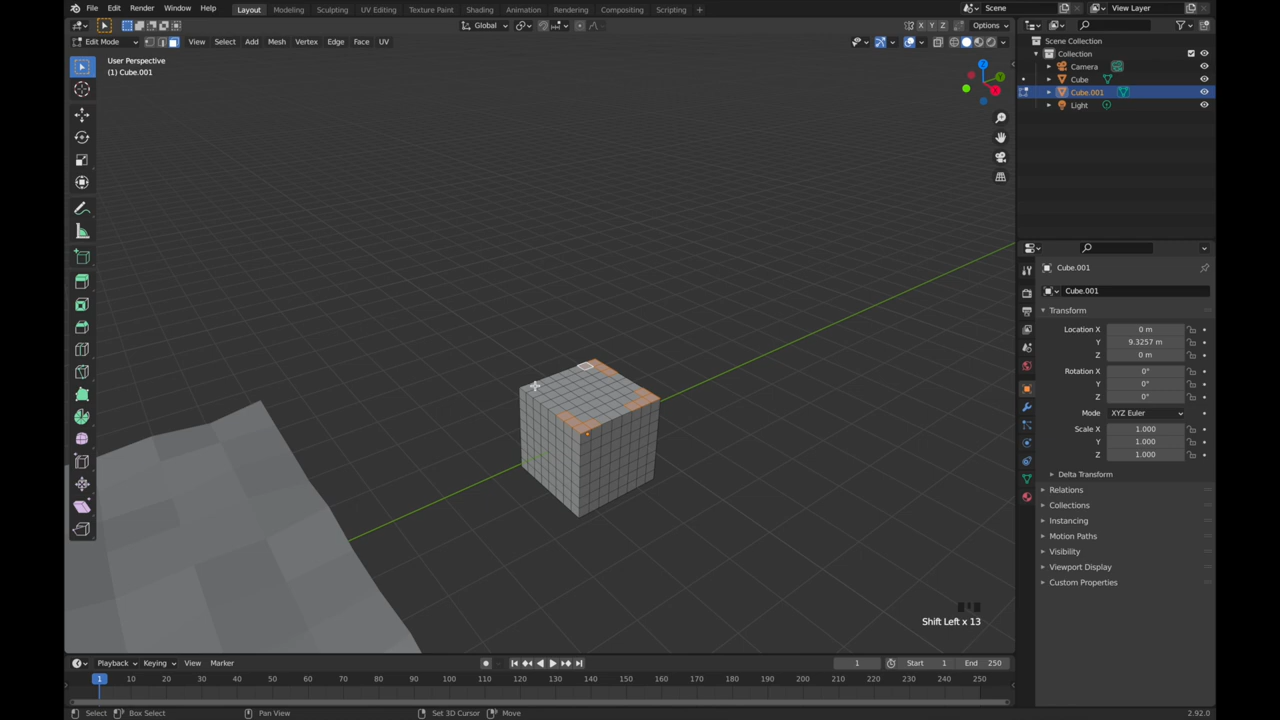 File Edit Render Window Help Layout Modeling Sculpting UV Editing Texture Paint Shading Animation Rendering Compositing Scripting + Scene View Layer
Global X Y Z Options
Edit Mode View Select Add Mesh Vertex Edge Face UV
User Perspective
(1) Cube.001
Z
Y
X
Scene Collection
Collection
Camera
Cube
Cube.001
Light
Cube.001
Cube.001
Transform
Location X 0 m
Y 9.3257 m
Z 0 m
Rotation X 0°
Y 0°
Z 0°
Mode XYZ Euler
Scale X 1.000
Y 1.000
Z 1.000
Delta Transform
Relations
Collections
Instancing
Motion Paths
Visibility
Viewport Display
Custom Properties
Shift Left x 13
Playback Keying View Marker 1 Start 1 End 250
1 10 20 30 40 50 60 70 80 90 100 110 120 130 140 150 160 170 180 190 200 210 220 230 240 250
Select Box Select Pan View Set 3D Cursor Move 2.92.0